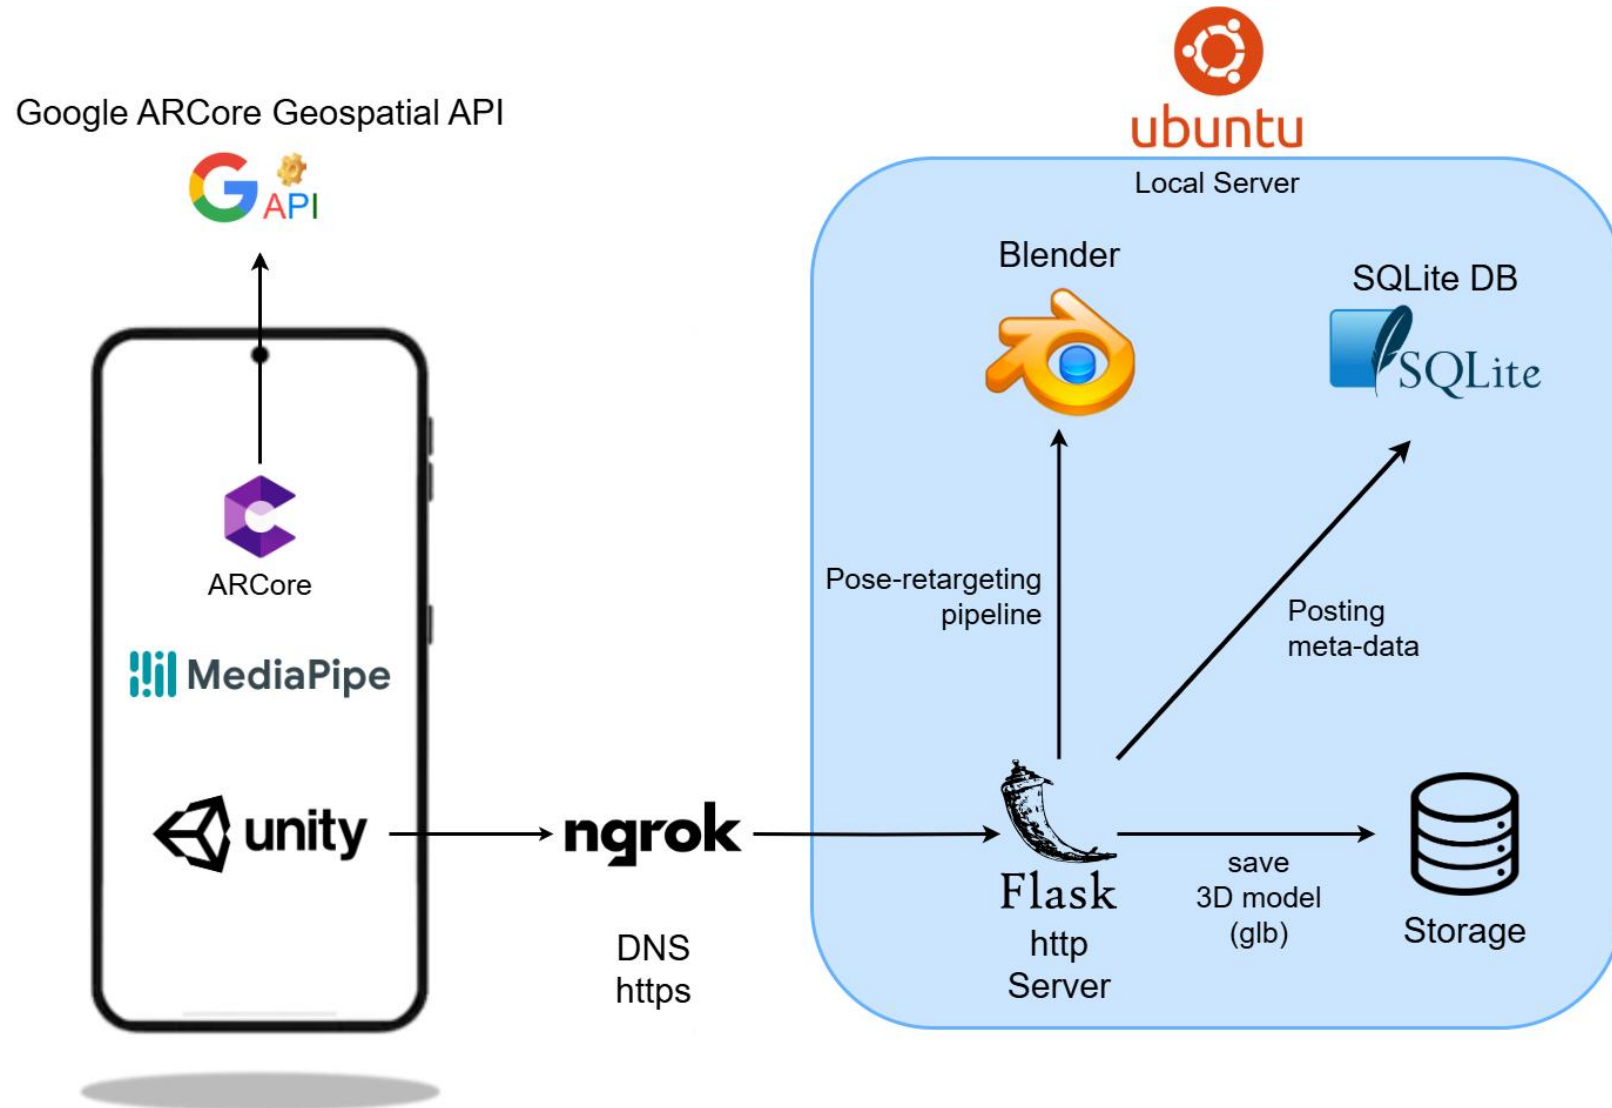 ubuntu
Google ARCore Geospatial API
G API
Local Server
Blender
SQLite DB
SQLite
ARCore
Pose-retargeting
pipeline
Posting
meta-data
MediaPipe
unity
ngrok
DNS
https
Flask
http
Server
save
3D model
(glb)
Storage